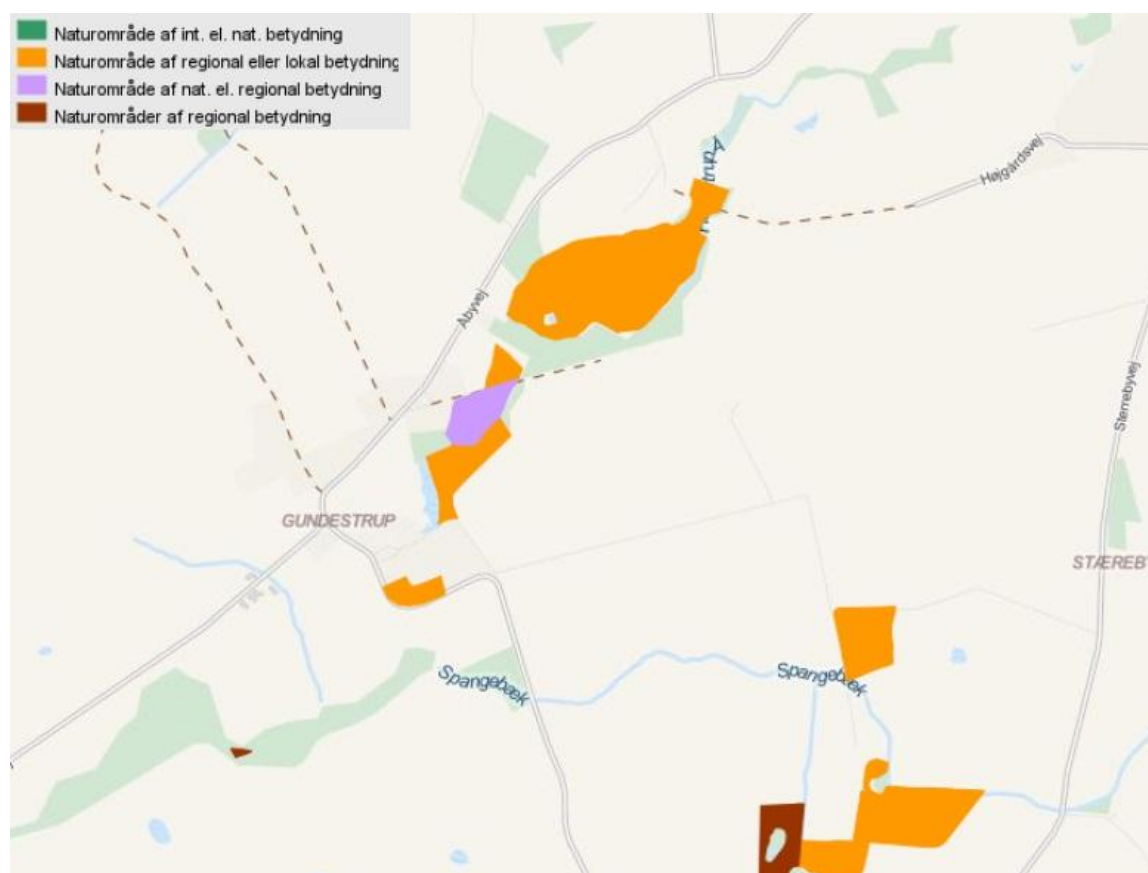 Naturområde af int. el. nat. betydning
Naturområde af regional eller lokal betydning
Naturområde af nat. el. regional betydning
Naturområder af regional betydning
Højgårdsvej
Åbyvej
Sterrebyvej
GUNDESTRUP
STÆREB
Spangebæk
Spangebæk